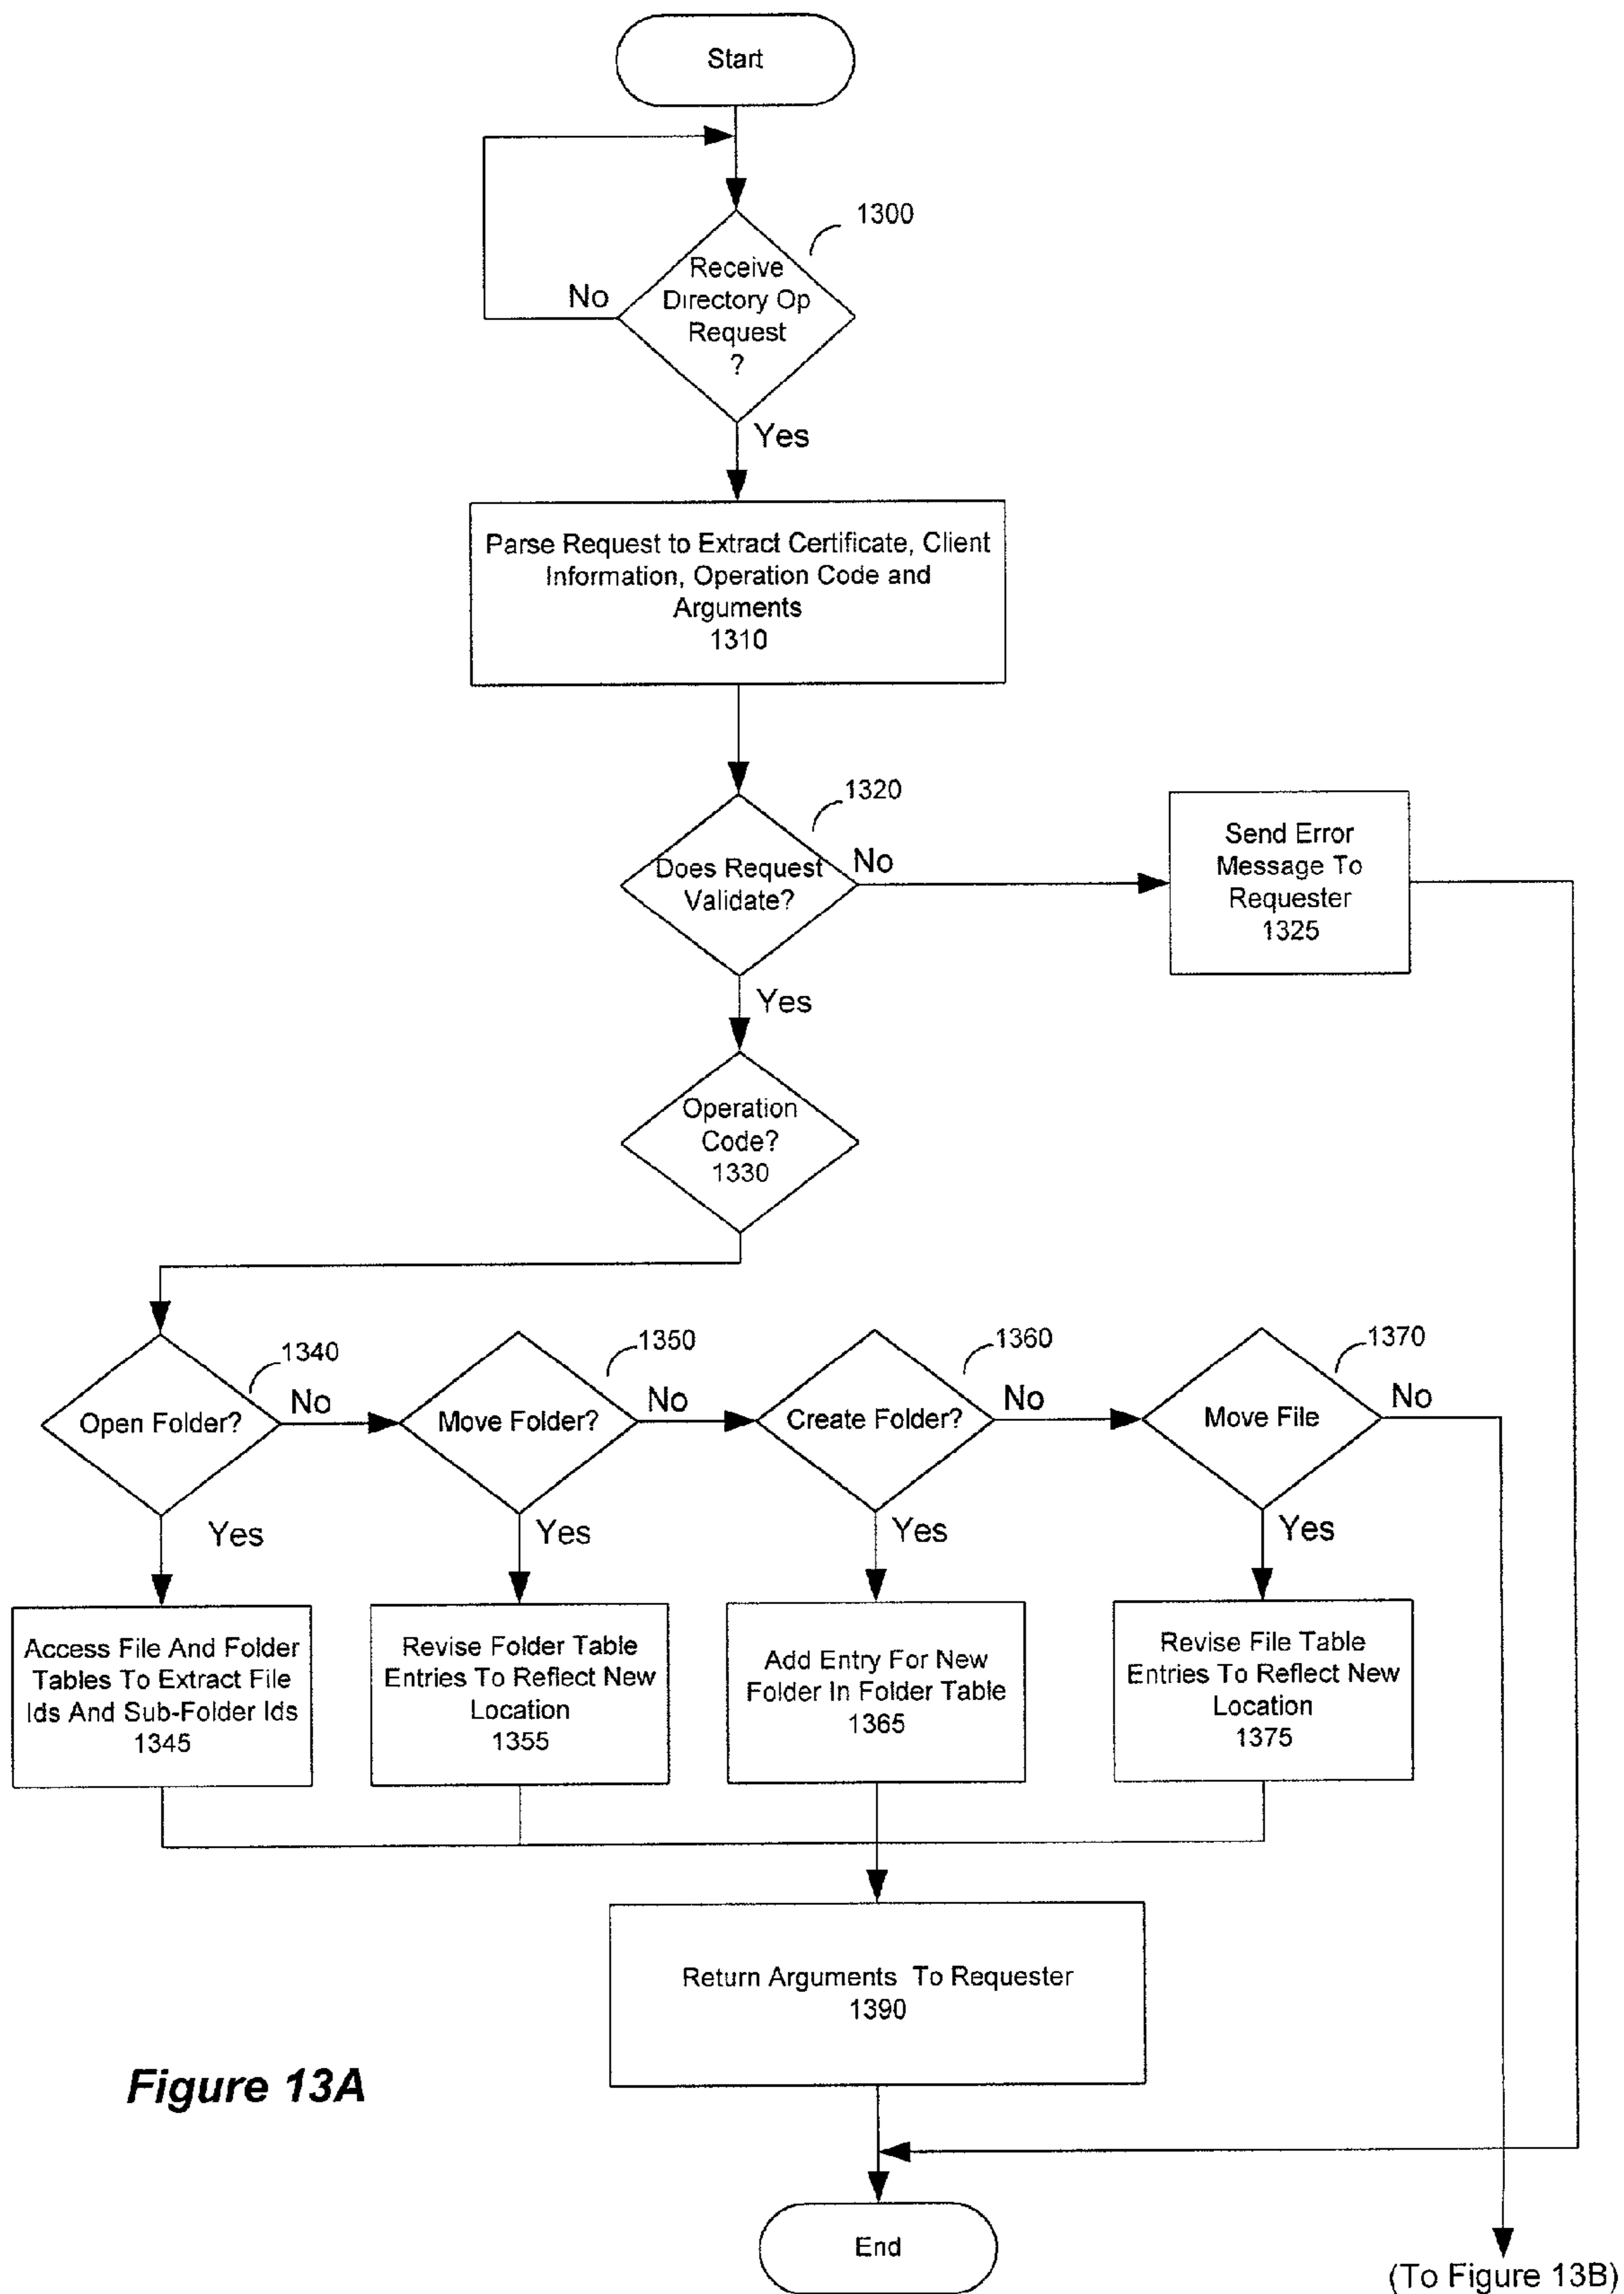 Start
1300
Receive
Directory Op
Request
?
No
Yes
Parse Request to Extract Certificate, Client
Information, Operation Code and
Arguments
1310
1320
Does Request
Validate?
No
Send Error
Message To
Requester
1325
Yes
Operation
Code?
1330
1340
Open Folder?
No
1350
Move Folder?
No
1360
Create Folder?
No
1370
Move File
No
Yes
Yes
Yes
Yes
Access File And Folder
Tables To Extract File
Ids And Sub-Folder Ids
1345
Revise Folder Table
Entries To Reflect New
Location
1355
Add Entry For New
Folder In Folder Table
1365
Revise File Table
Entries To Reflect New
Location
1375
Return Arguments To Requester
1390
Figure 13A
End
(To Figure 13B)